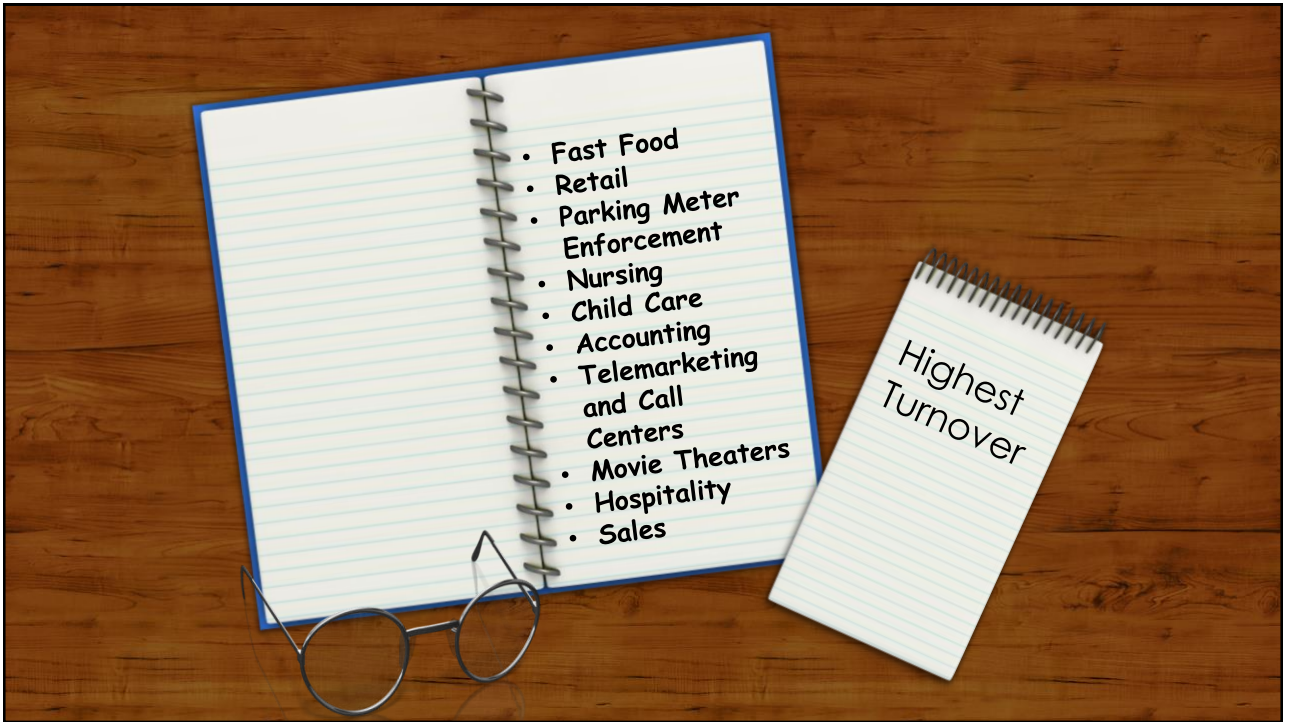 • Fast Food
• Retail
• Parking Meter
Enforcement
• Nursing
• Child Care
• Accounting
• Telemarketing
and Call
Centers
• Movie Theaters
• Hospitality
• Sales
Highest
Turnover